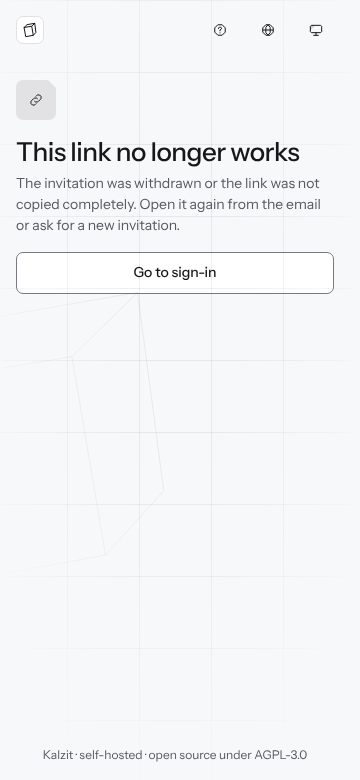 This link no longer works
The invitation was withdrawn or the link was not
copied completely. Open it again from the email
or ask for a new invitation.
Go to sign-in
Kalzit · self-hosted · open source under AGPL-3.0